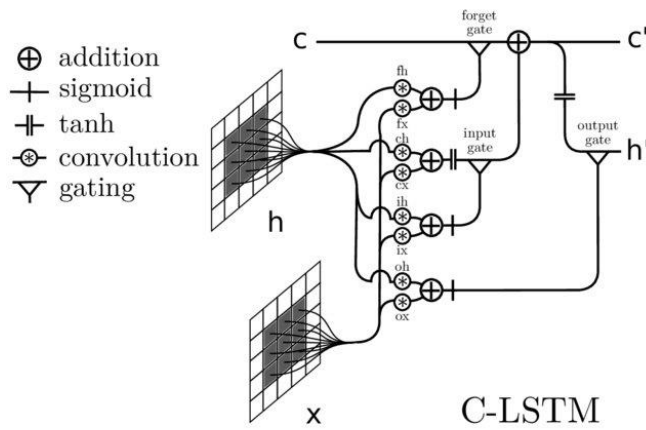 addition
sigmoid
tanh
convolution
gating
forget
gate
c
c'
fh
fx
ch
cx
ih
ix
oh
ox
input
gate
output
gate
h'
h
x
C-LSTM